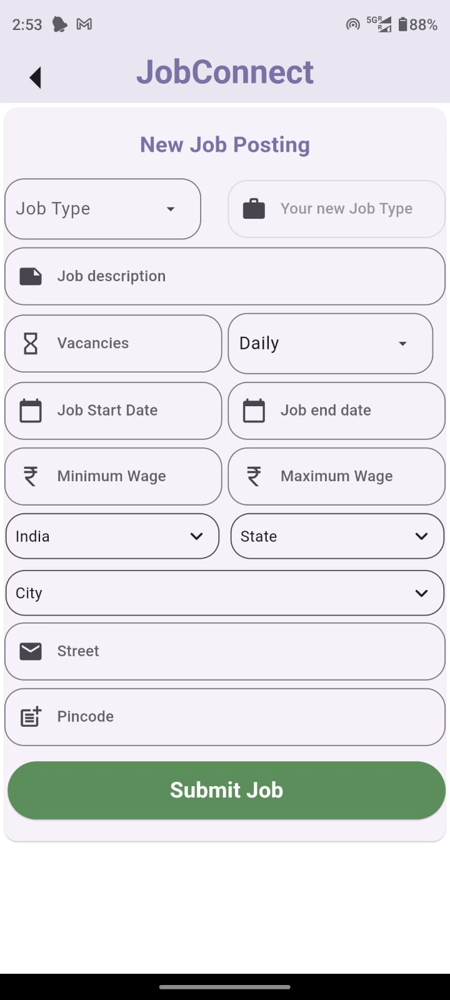 2:53 5G R R 88%
JobConnect
New Job Posting
Job Type Your new Job Type
Job description
Vacancies Daily
Job Start Date Job end date
₹ Minimum Wage ₹ Maximum Wage
India State
City
Street
Pincode
Submit Job